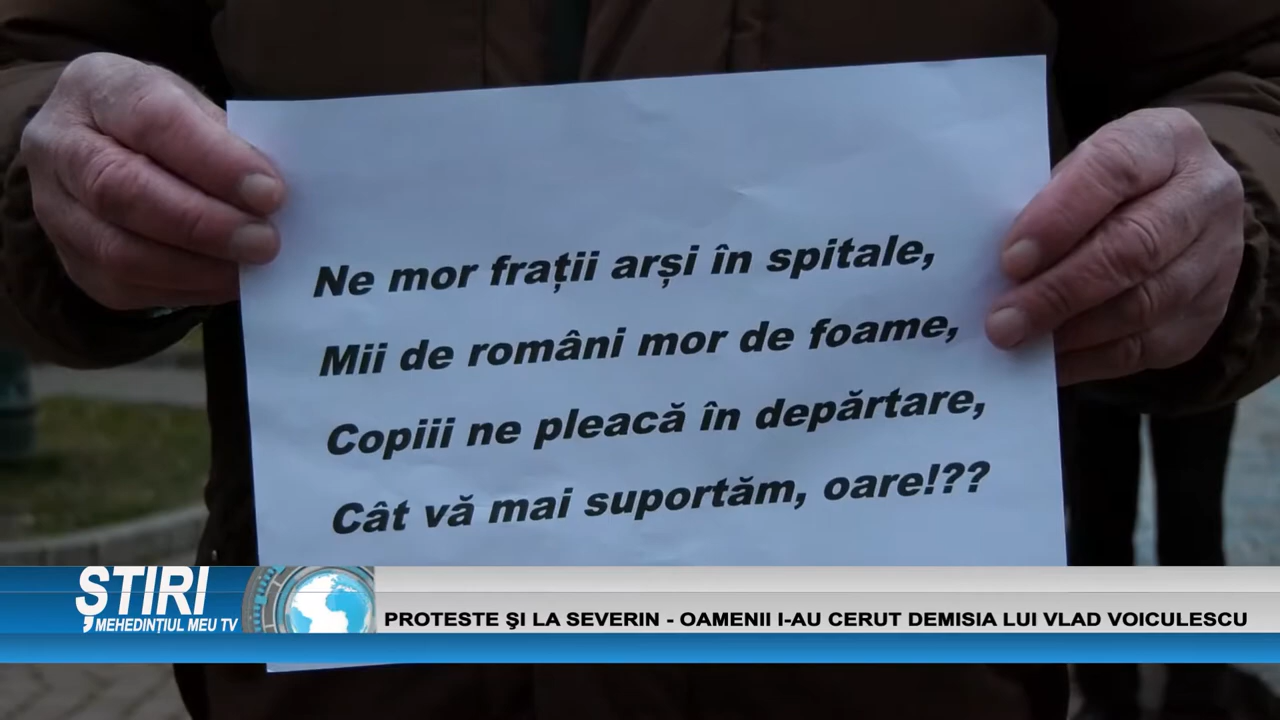 Ne mor frații arși în spitale,
Mii de români mor de foame,
Copiii ne pleacă în depărtare,
Cât vă mai suportăm, oare!??
ȘTIRI
MEHEDINȚIUL MEU TV
PROTESTE ŞI LA SEVERIN - OAMENII I-AU CERUT DEMISIA LUI VLAD VOICULESCU